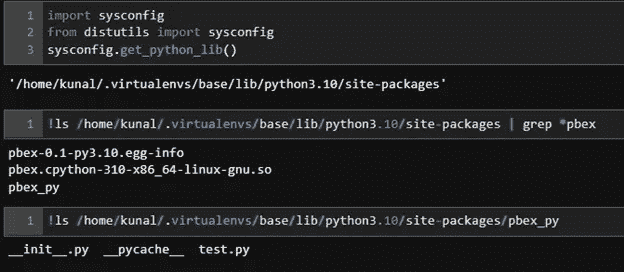 1 import sysconfig
2 from distutils import sysconfig
3 sysconfig.get_python_lib()
'/home/kunal/.virtualenvs/base/lib/python3.10/site-packages'
1 !ls /home/kunal/.virtualenvs/base/lib/python3.10/site-packages | grep *pbex
pbex-0.1-py3.10.egg-info
pbex.cpython-310-x86_64-linux-gnu.so
pbex_py
1 !ls /home/kunal/.virtualenvs/base/lib/python3.10/site-packages/pbex_py
__init__.py __pycache__ test.py